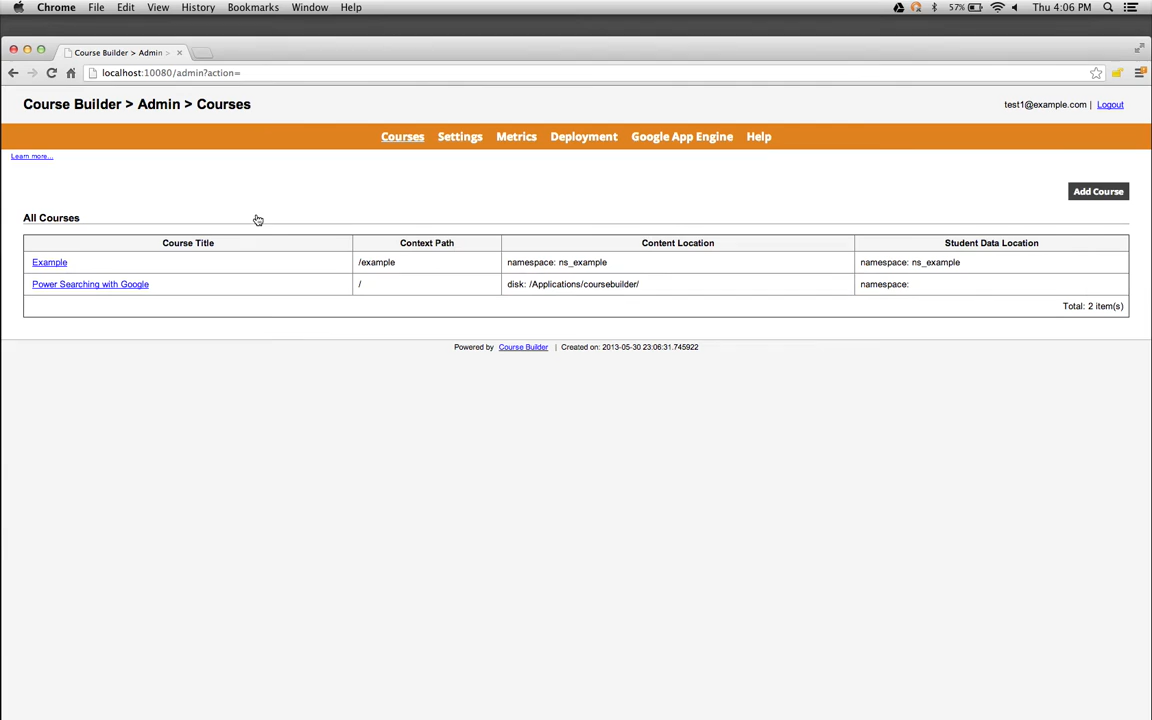 Chrome File Edit View History Bookmarks Window Help 57% Thu 4:06 PM
Course Builder > Admin >
localhost:10080/admin?action=
Course Builder > Admin > Courses test1@example.com | Logout
Courses Settings Metrics Deployment Google App Engine Help
Learn more...
Add Course
All Courses
Course Title Context Path Content Location Student Data Location
Example /example namespace: ns_example namespace: ns_example
Power Searching with Google / disk: /Applications/coursebuilder/ namespace:
Total: 2 item(s)
Powered by Course Builder | Created on: 2013-05-30 23:06:31.745922